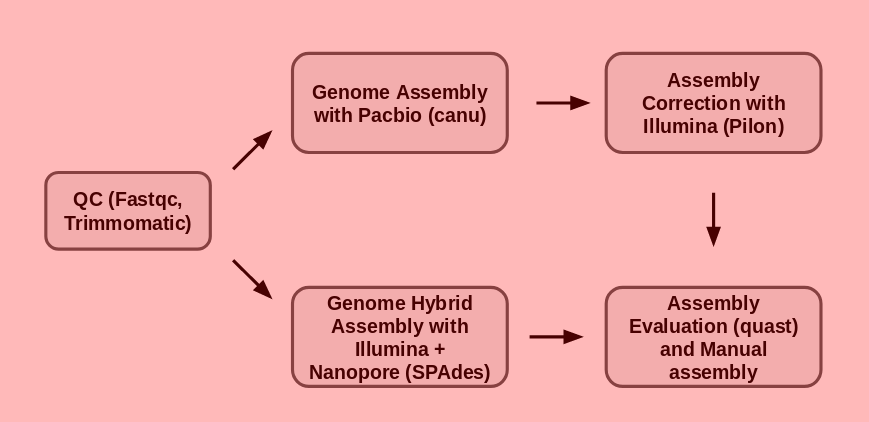 QC (Fastqc,
Trimmomatic)
Genome Assembly
with Pacbio (canu)
Assembly
Correction with
Illumina (Pilon)
Genome Hybrid
Assembly with
Illumina +
Nanopore (SPAdes)
Assembly
Evaluation (quast)
and Manual
assembly